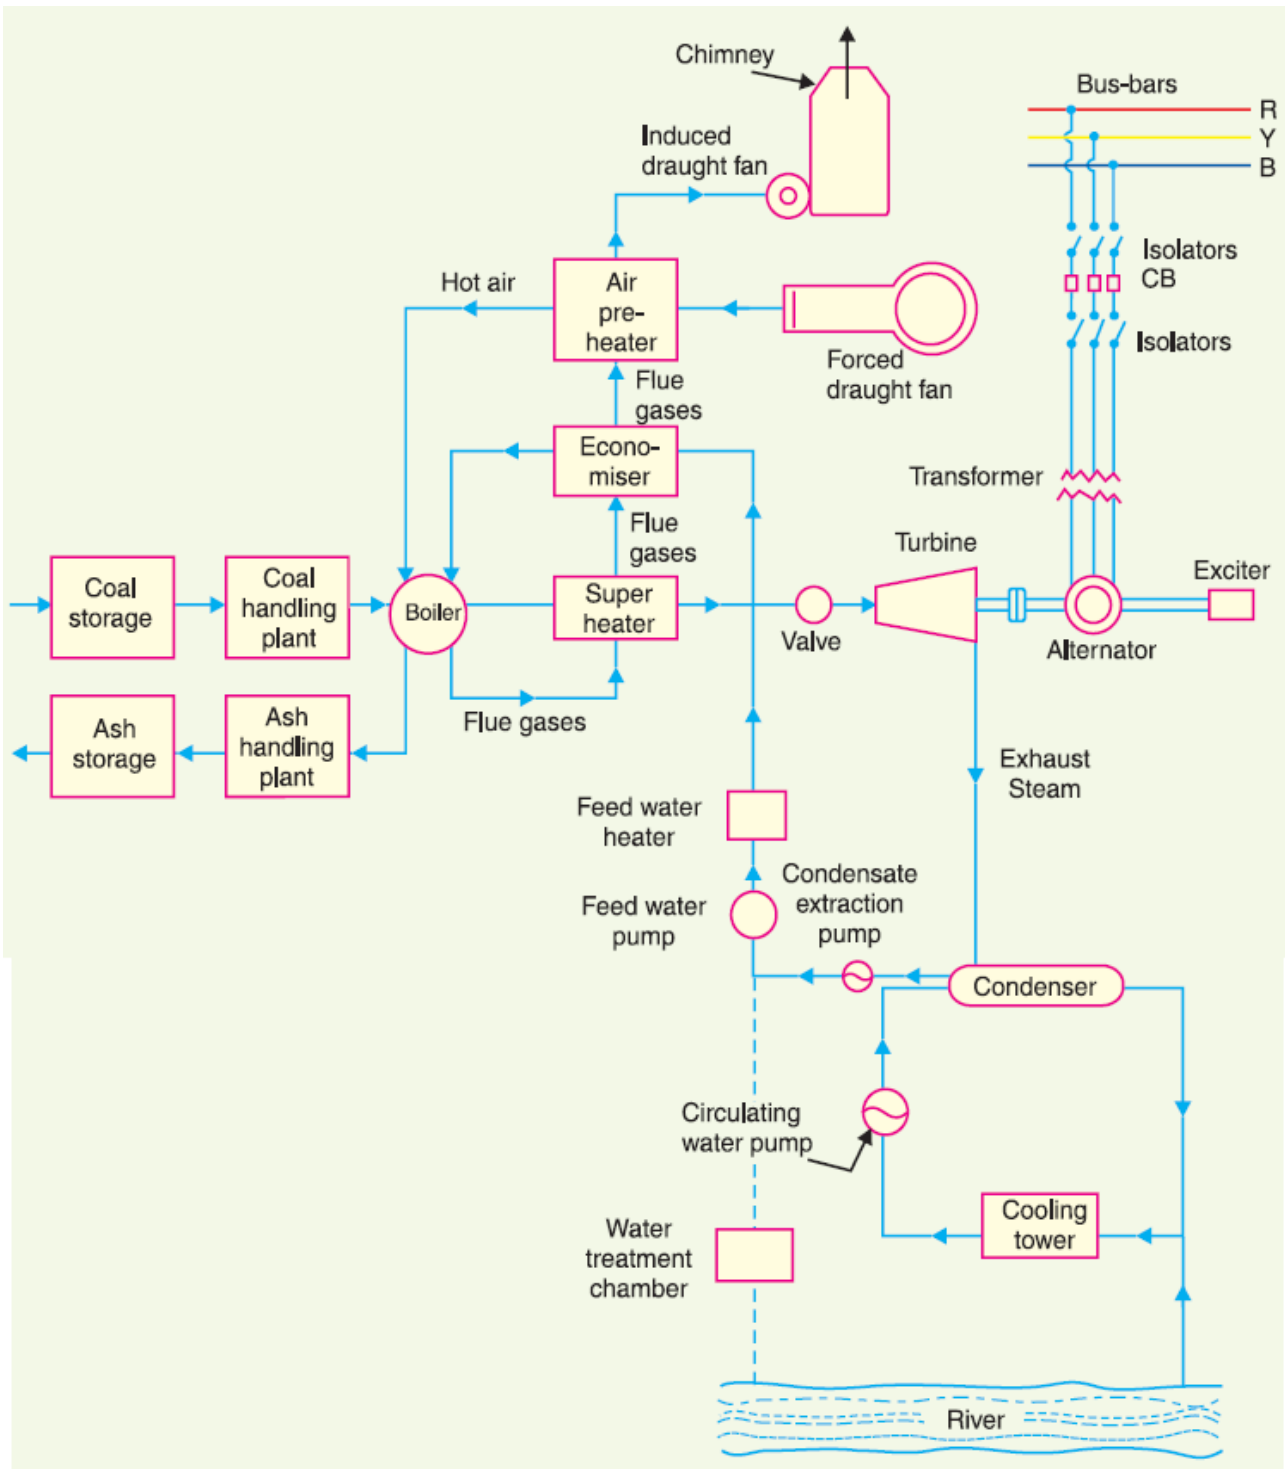 Chimney
Bus-bars
R
Y
B
Induced
draught fan
Isolators
CB
Isolators
Hot air
Air
pre-
heater
Forced
draught fan
Flue
gases
Econo-
miser
Transformer
Flue
gases
Turbine
Exciter
Coal
storage
Coal
handling
plant
Boiler
Super
heater
Valve
Alternator
Flue gases
Ash
storage
Ash
handling
plant
Exhaust
Steam
Feed water
heater
Condensate
extraction
pump
Feed water
pump
Condenser
Circulating
water pump
Cooling
tower
Water
treatment
chamber
River